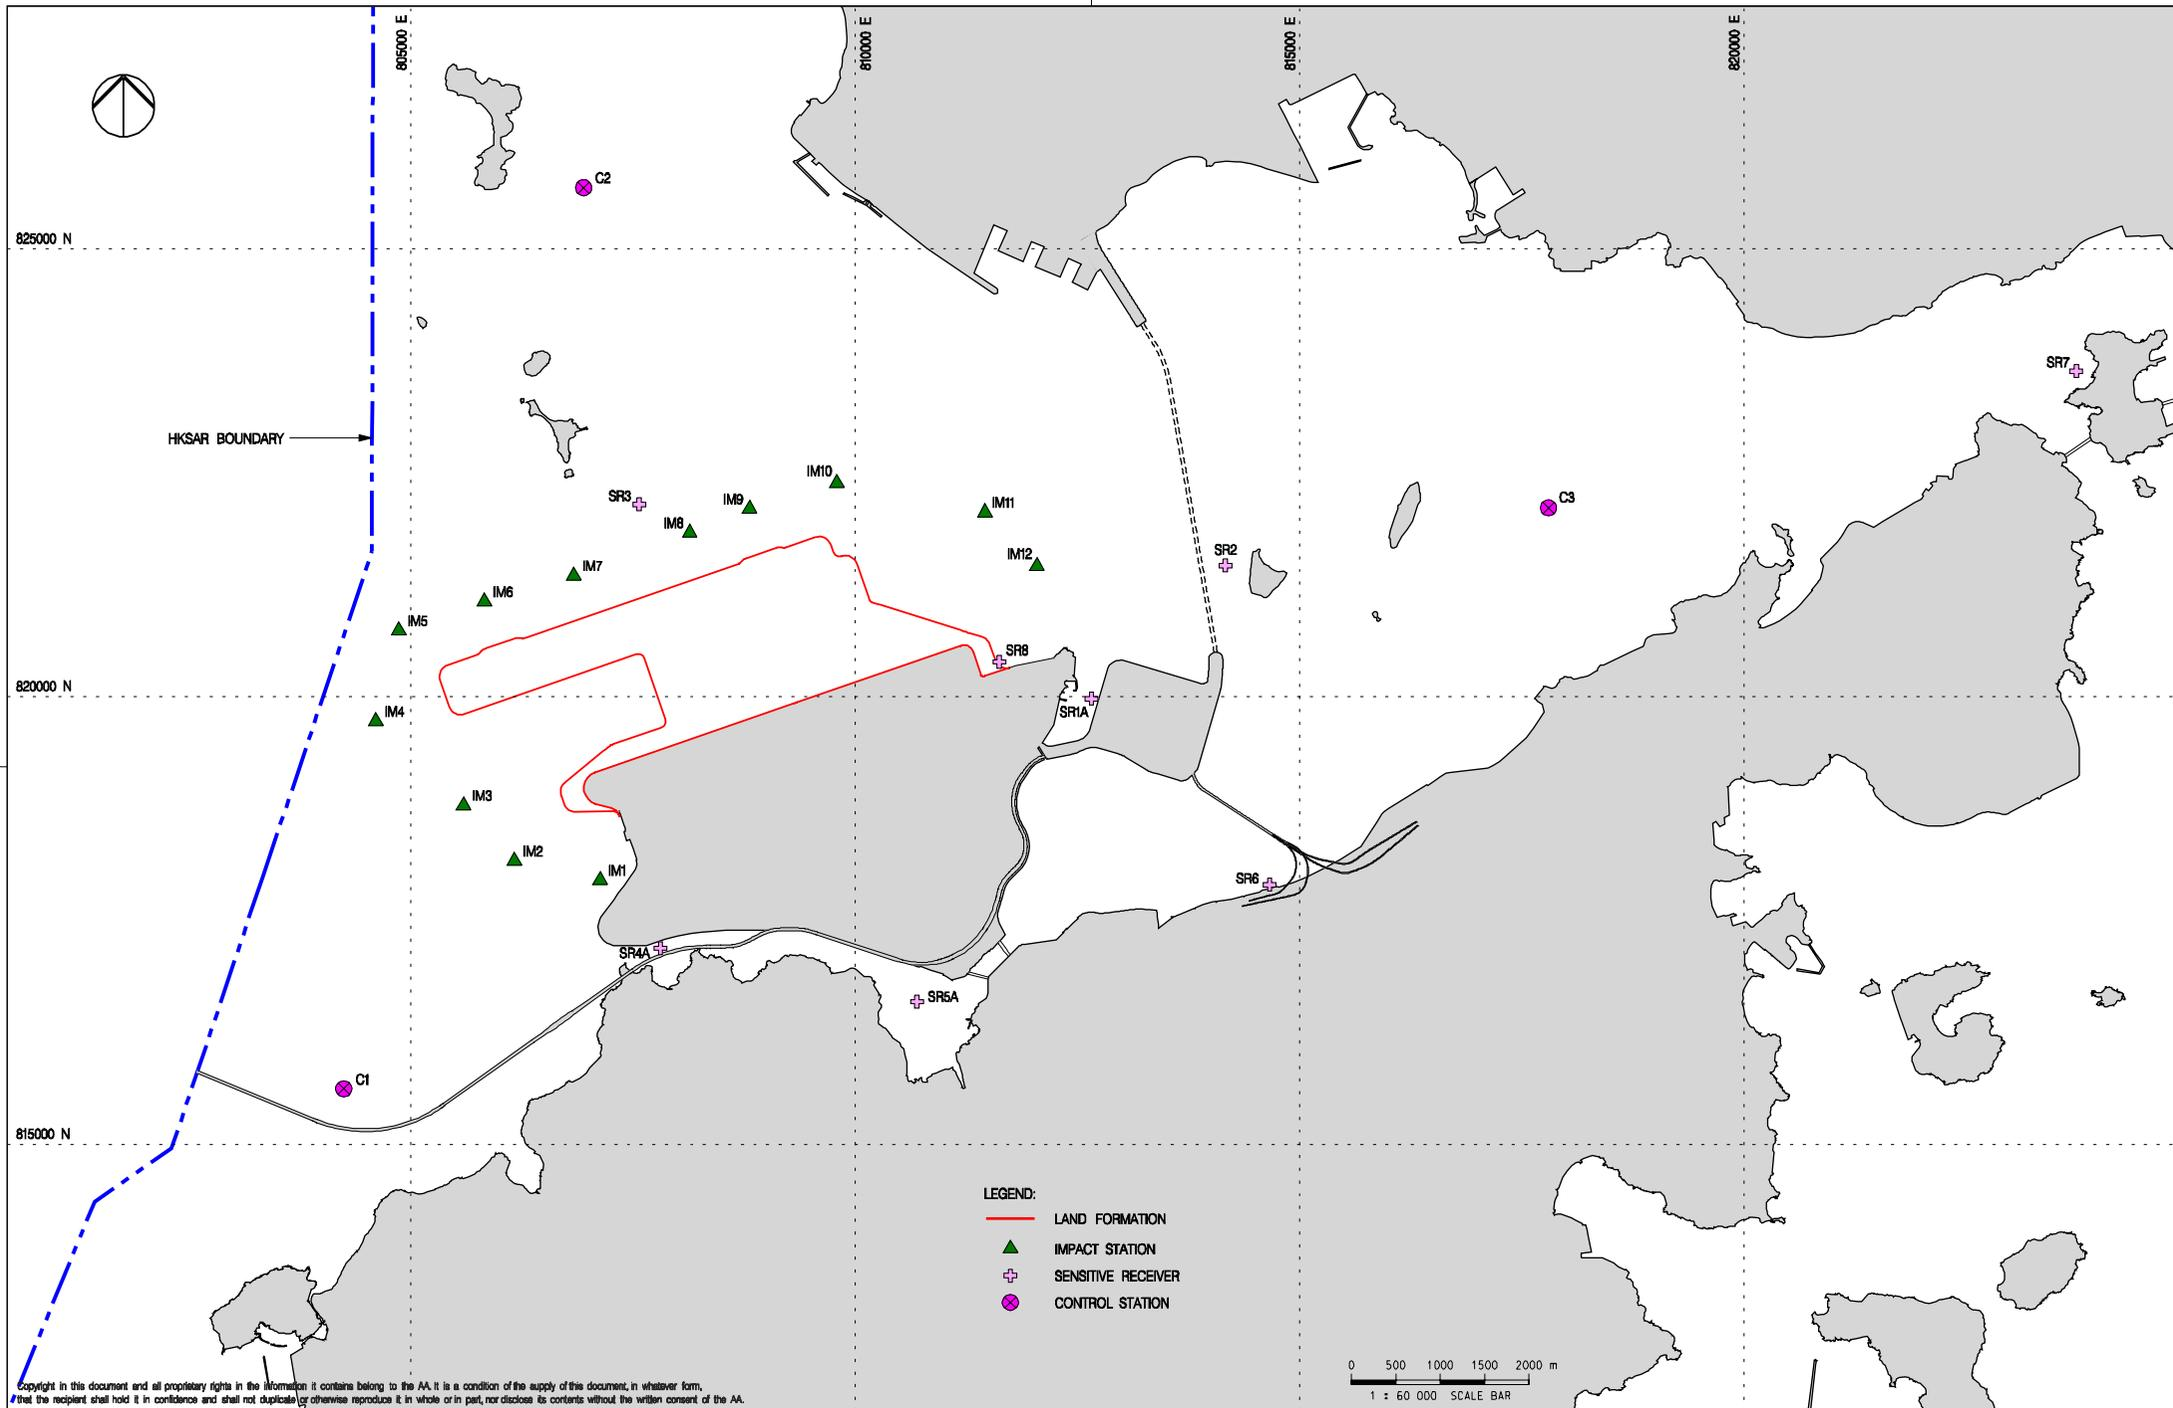 805000 E
810000 E
815000 E
820000 E
C2
825000 N
SR7
HKSAR BOUNDARY
IM10
SR3
IM9
IM11
C3
IM8
SR2
IM12
IM7
IM6
IM5
SR8
820000 N
SR1A
IM4
IM3
IM2
IM1
SR6
SR4A
SR5A
C1
815000 N
LEGEND:
LAND FORMATION
IMPACT STATION
SENSITIVE RECEIVER
CONTROL STATION
0 500 1000 1500 2000 m
1 : 60 000 SCALE BAR
Copyright in this document and all proprietary rights in the information it contains belong to the AA. It is a condition of the supply of this document, in whatever form,
that the recipient shall hold it in confidence and shall not duplicate or otherwise reproduce it in whole or in part, nor disclose its contents without the written consent of the AA.